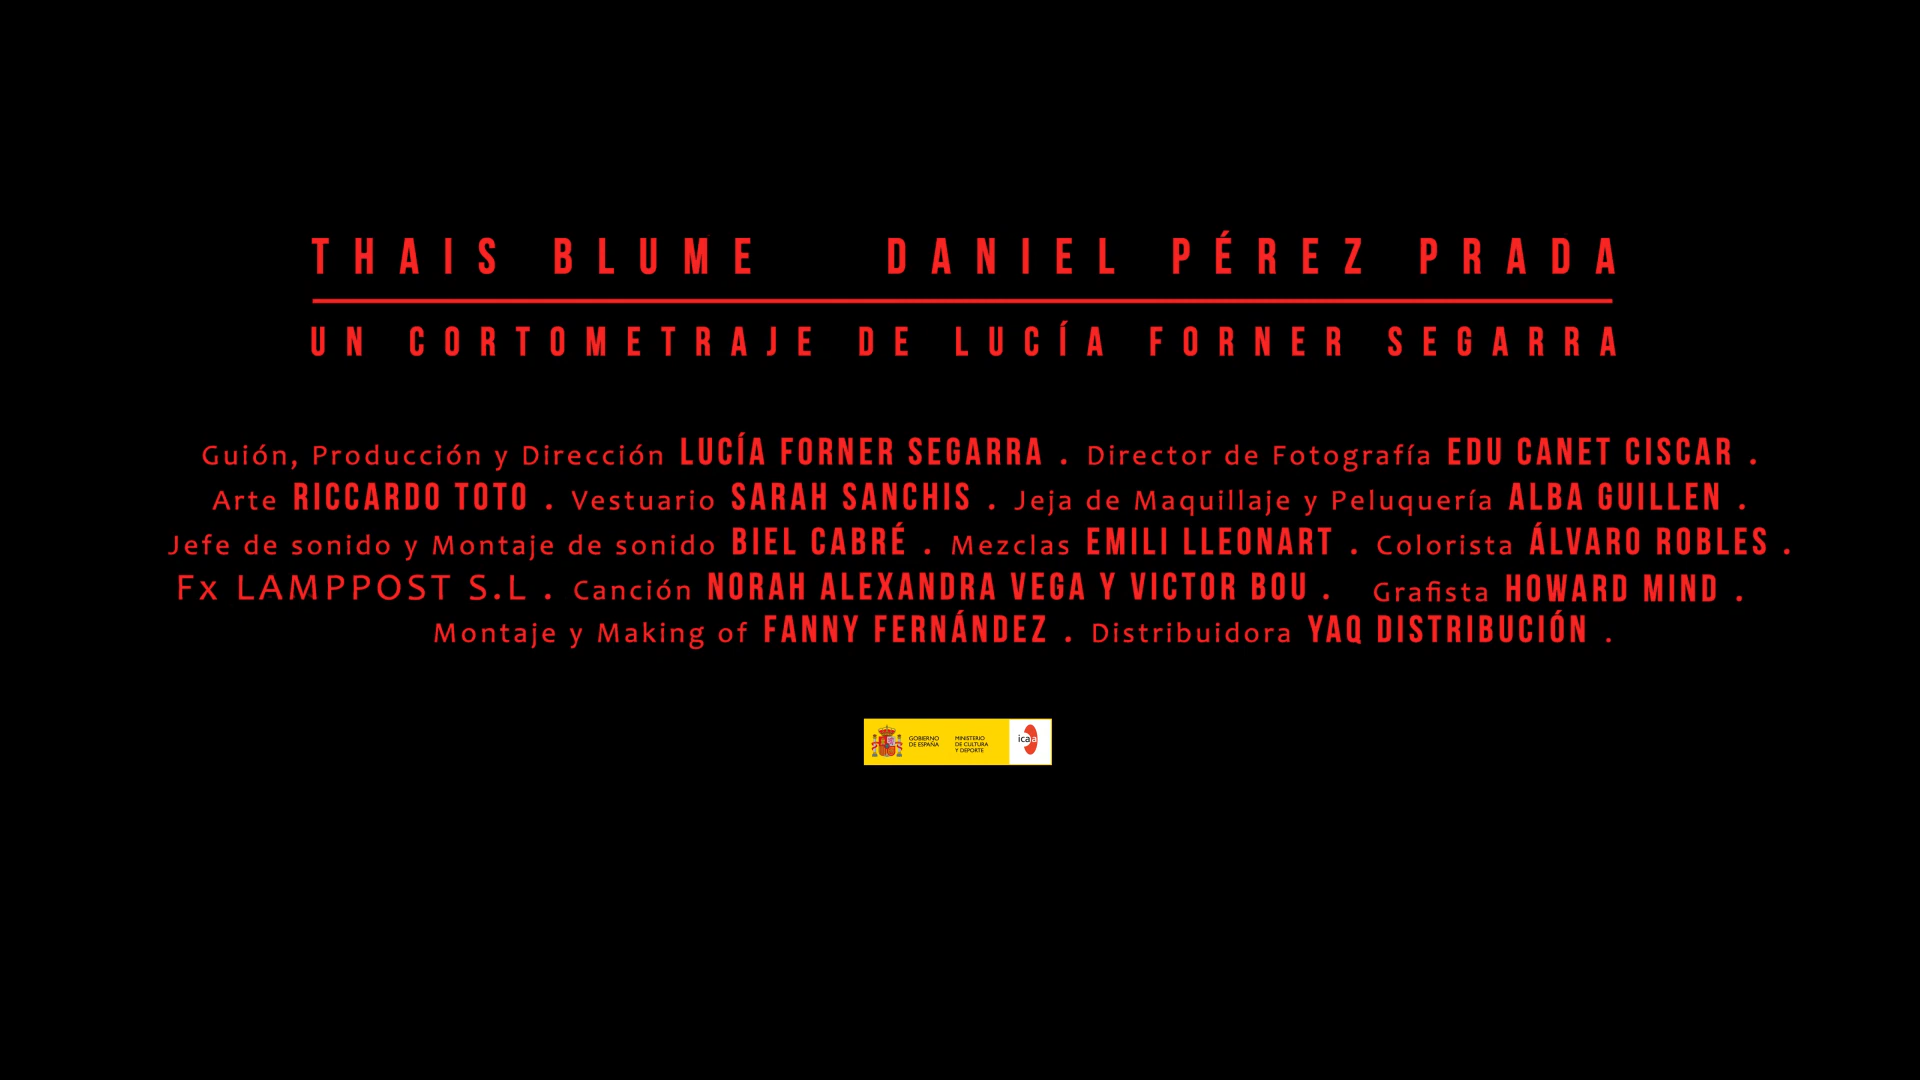 THAIS BLUME DANIEL PÉREZ PRADA
UN CORTOMETRAJE DE LUCÍA FORNER SEGARRA
Guión, Producción y Dirección LUCÍA FORNER SEGARRA . Director de Fotografía EDU CANET CISCAR .
Arte RICCARDO TOTO . Vestuario SARAH SANCHIS . Jeja de Maquillaje y Peluquería ALBA GUILLEN .
Jefe de sonido y Montaje de sonido BIEL CABRÉ . Mezclas EMILI LLEONART . Colorista ÁLVARO ROBLES .
Fx LAMPPOST S.L . Canción NORAH ALEXANDRA VEGA Y VICTOR BOU . Grafista HOWARD MIND .
Montaje y Making of FANNY FERNÁNDEZ . Distribuidora YAQ DISTRIBUCIÓN .
GOBIERNO DE ESPAÑA
MINISTERIO DE CULTURA Y DEPORTE
icaa